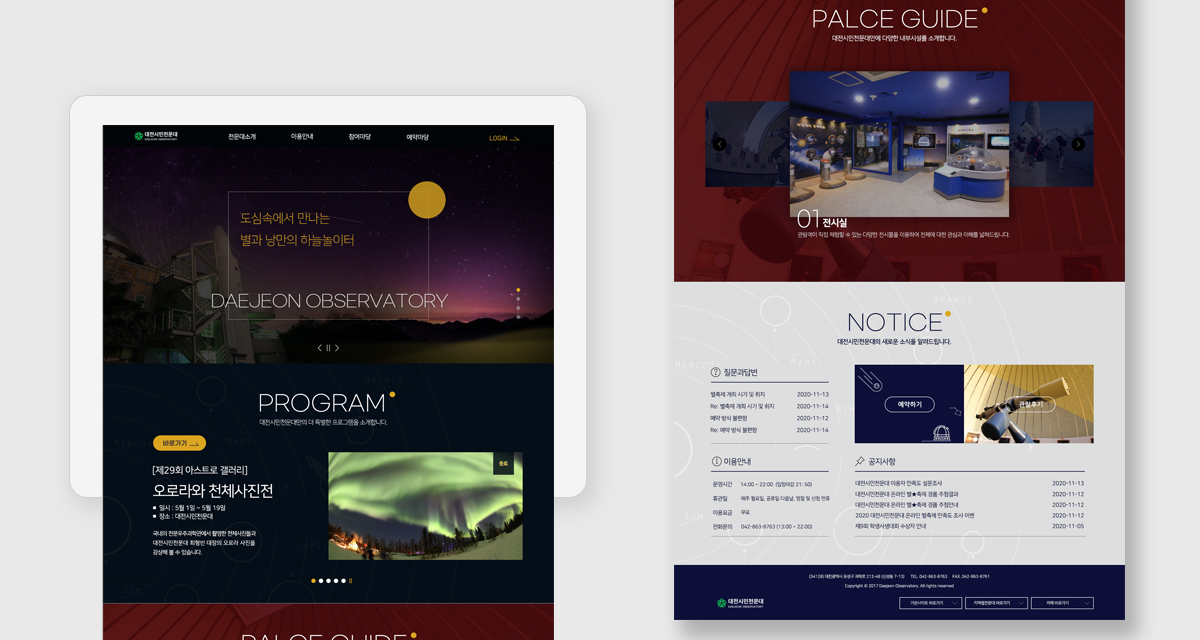 대전시민천문대
DAEJEON OBSERVATORY
천문대소개
이용안내
참여마당
예약마당
LOGIN
도심속에서 만나는
별과 낭만의 하늘놀이터
DAEJEON OBSERVATORY
PROGRAM
대전시민천문대만의 더 특별한 프로그램을 소개합니다.
바로가기
[제29회 아스트로 갤러리]
오로라와 천체사진전
일시 : 5월 1일 ~ 5월 19일
장소 : 대전시민천문대
국내외 천문우주과학관에서 촬영한 천체사진들과
대전시민천문대 최형빈 대장의 오로라 사진을
감상해 볼 수 있습니다.
종료
PALCE GUIDE
PALCE GUIDE
대전시민천문대안에 다양한 내부시설을 소개합니다.
01 전시실
관람객이 직접 체험할 수 있는 다양한 전시물을 이용하여 천체에 대한 관심과 이해를 넓혀드립니다.
URANUS
NOTICE
대전시민천문대의 새로운 소식을 알려드립니다.
질문과답변
별축제 개최 시기 및 취지 2020-11-13
Re: 별축제 개최 시기 및 취지 2020-11-14
예약 방식 불편함 2020-11-12
Re: 예약 방식 불편함 2020-11-14
예약하기
관람후기
이용안내
운영시간 14:00 ~ 22:00 (입장마감 21: 50)
휴관일 매주 월요일, 공휴일 다음날, 명절 및 신정 연휴
이용요금 무료
전화문의 042-863-8763 (13:00 ~ 22:00)
공지사항
대전시민천문대 이용자 만족도 설문조사 2020-11-13
대전시민천문대 온라인 별★축제 경품 추첨결과 2020-11-12
대전시민천문대 온라인 별★축제 경품 추첨안내 2020-11-12
2020 대전시민천문대 온라인 별축제 만족도 조사 이벤 2020-11-12
제9회 학생사생대회 수상자 안내 2020-11-05
(34128) 대전광역시 유성구 과학로 213-48 (신성동 7-13) TEL. 042-863-8763 FAX. 042-863-8761
Copyright © 2017 Daejeon Observatory. All rights reserved
대전시민천문대
DAEJEON OBSERVATORY
기관사이트 바로가기
지역별천문대 바로가기
카페 바로가기